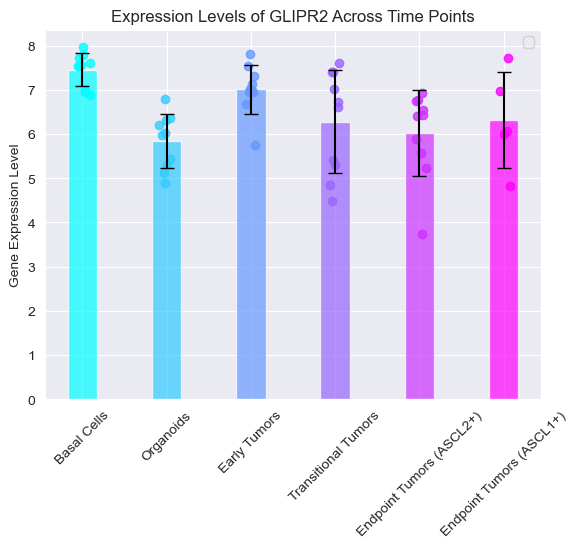 Expression Levels of GLIPR2 Across Time Points
Gene Expression Level
8
7
6
5
4
3
2
1
0
Basal Cells
Organoids
Early Tumors
Transitional Tumors
Endpoint Tumors (ASCL2+)
Endpoint Tumors (ASCL1+)